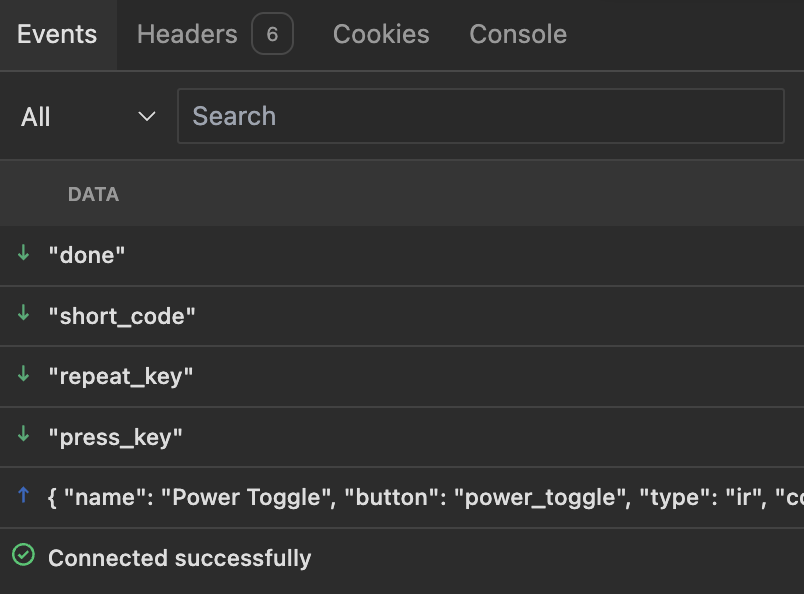 Events Headers 6 Cookies Console
All Search
DATA
"done"
"short_code"
"repeat_key"
"press_key"
{ "name": "Power Toggle", "button": "power_toggle", "type": "ir", "co
Connected successfully